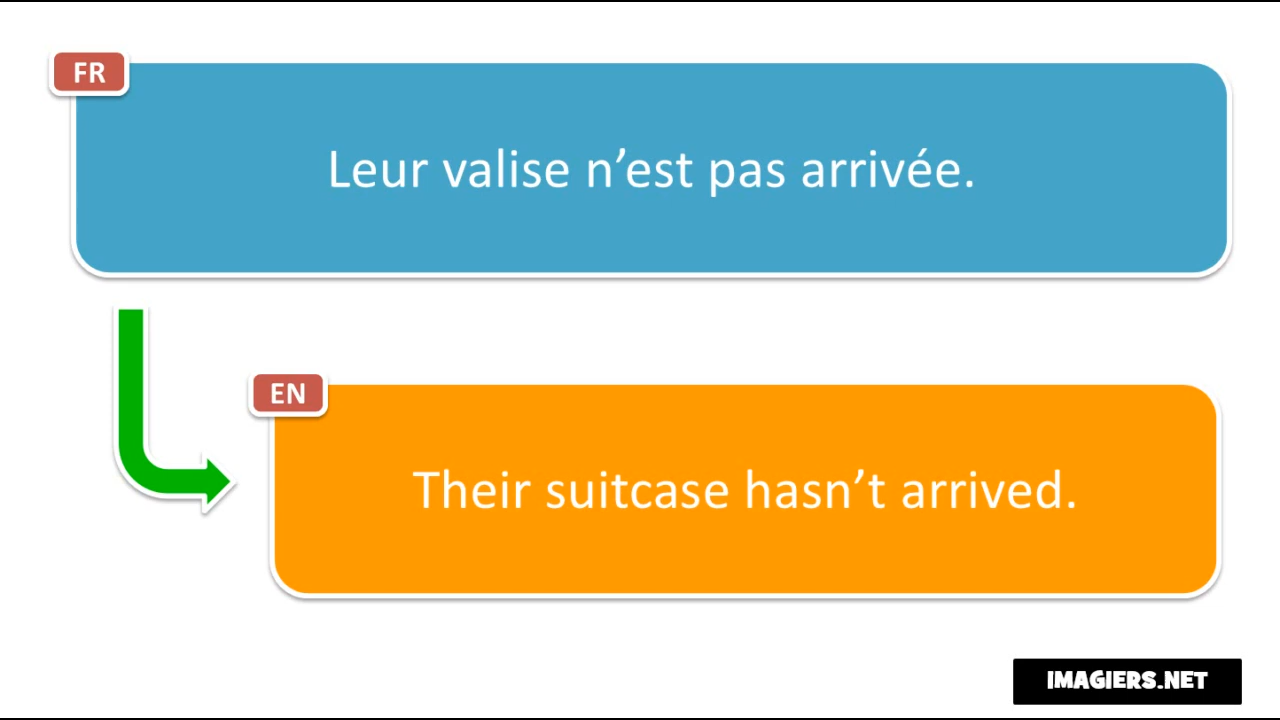 FR
Leur valise n’est pas arrivée.
EN
Their suitcase hasn’t arrived.
IMAGIERS.NET